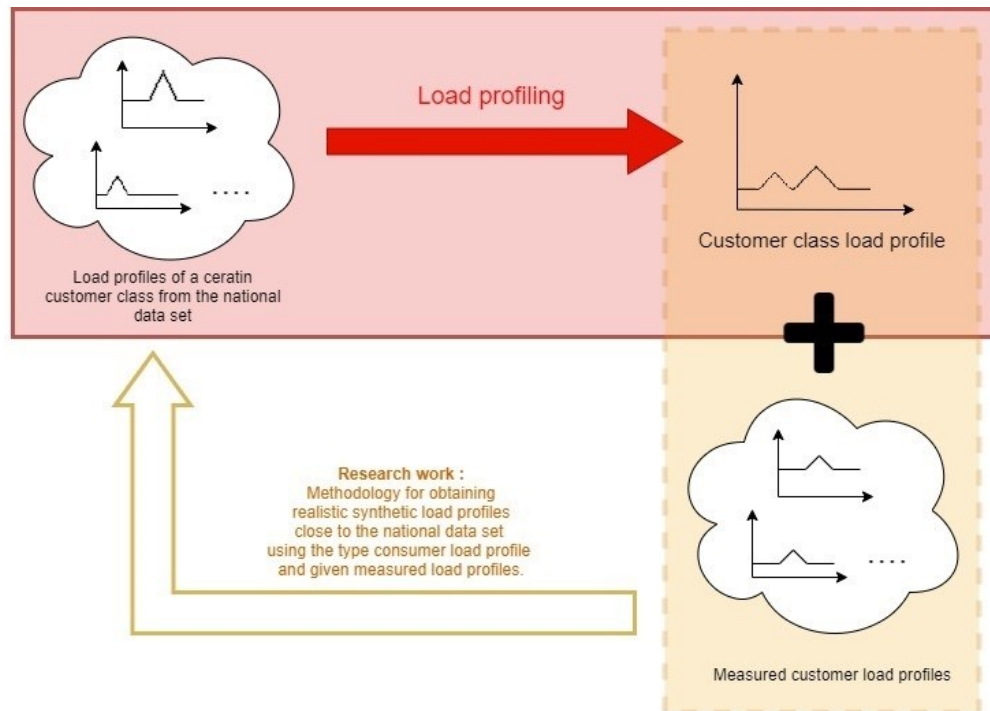 Load profiling
Load profiles of a ceratin
customer class from the national
data set
Customer class load profile
Research work :
Methodology for obtaining
realistic synthetic load profiles
close to the national data set
using the type consumer load profile
and given measured load profiles.
Measured customer load profiles